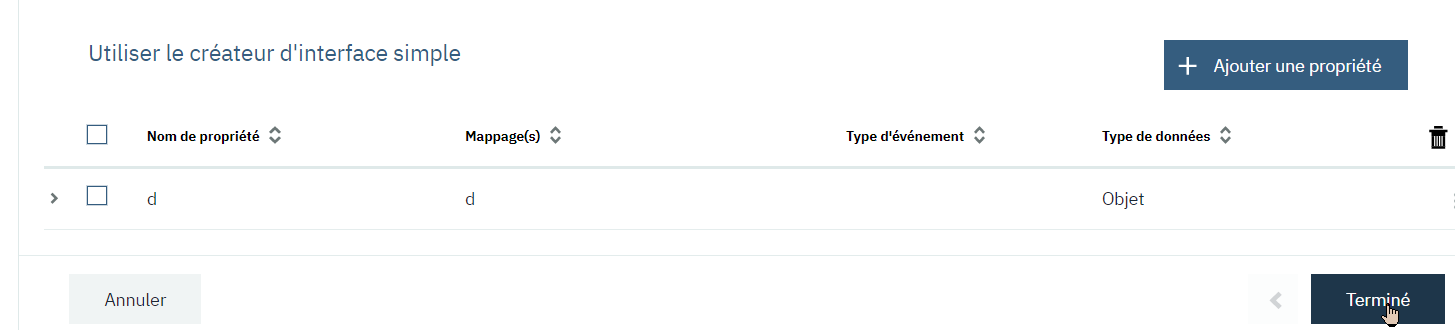 Utiliser le créateur d'interface simple
Ajouter une propriété
Nom de propriété Mappage(s) Type d'événement Type de données
d d Objet
Annuler Terminé